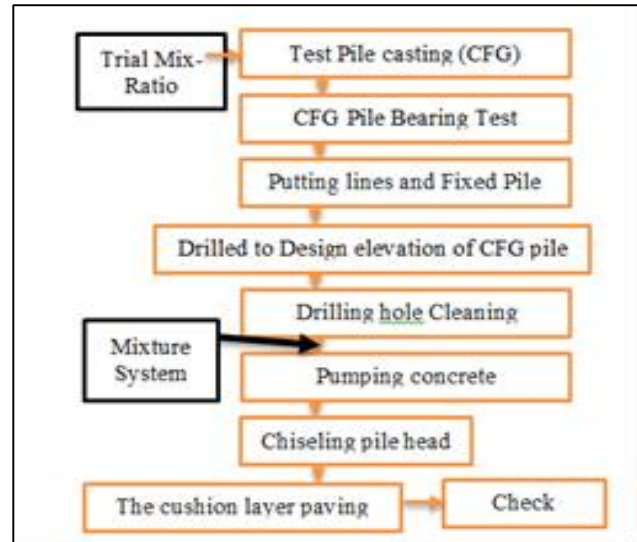 Trial Mix-
Ratio
Test Pile casting (CFG)
CFG Pile Bearing Test
Putting lines and Fixed Pile
Drilled to Design elevation of CFG pile
Drilling hole Cleaning
Mixture
System
Pumping concrete
Chiseling pile head
The cushion layer paving
Check